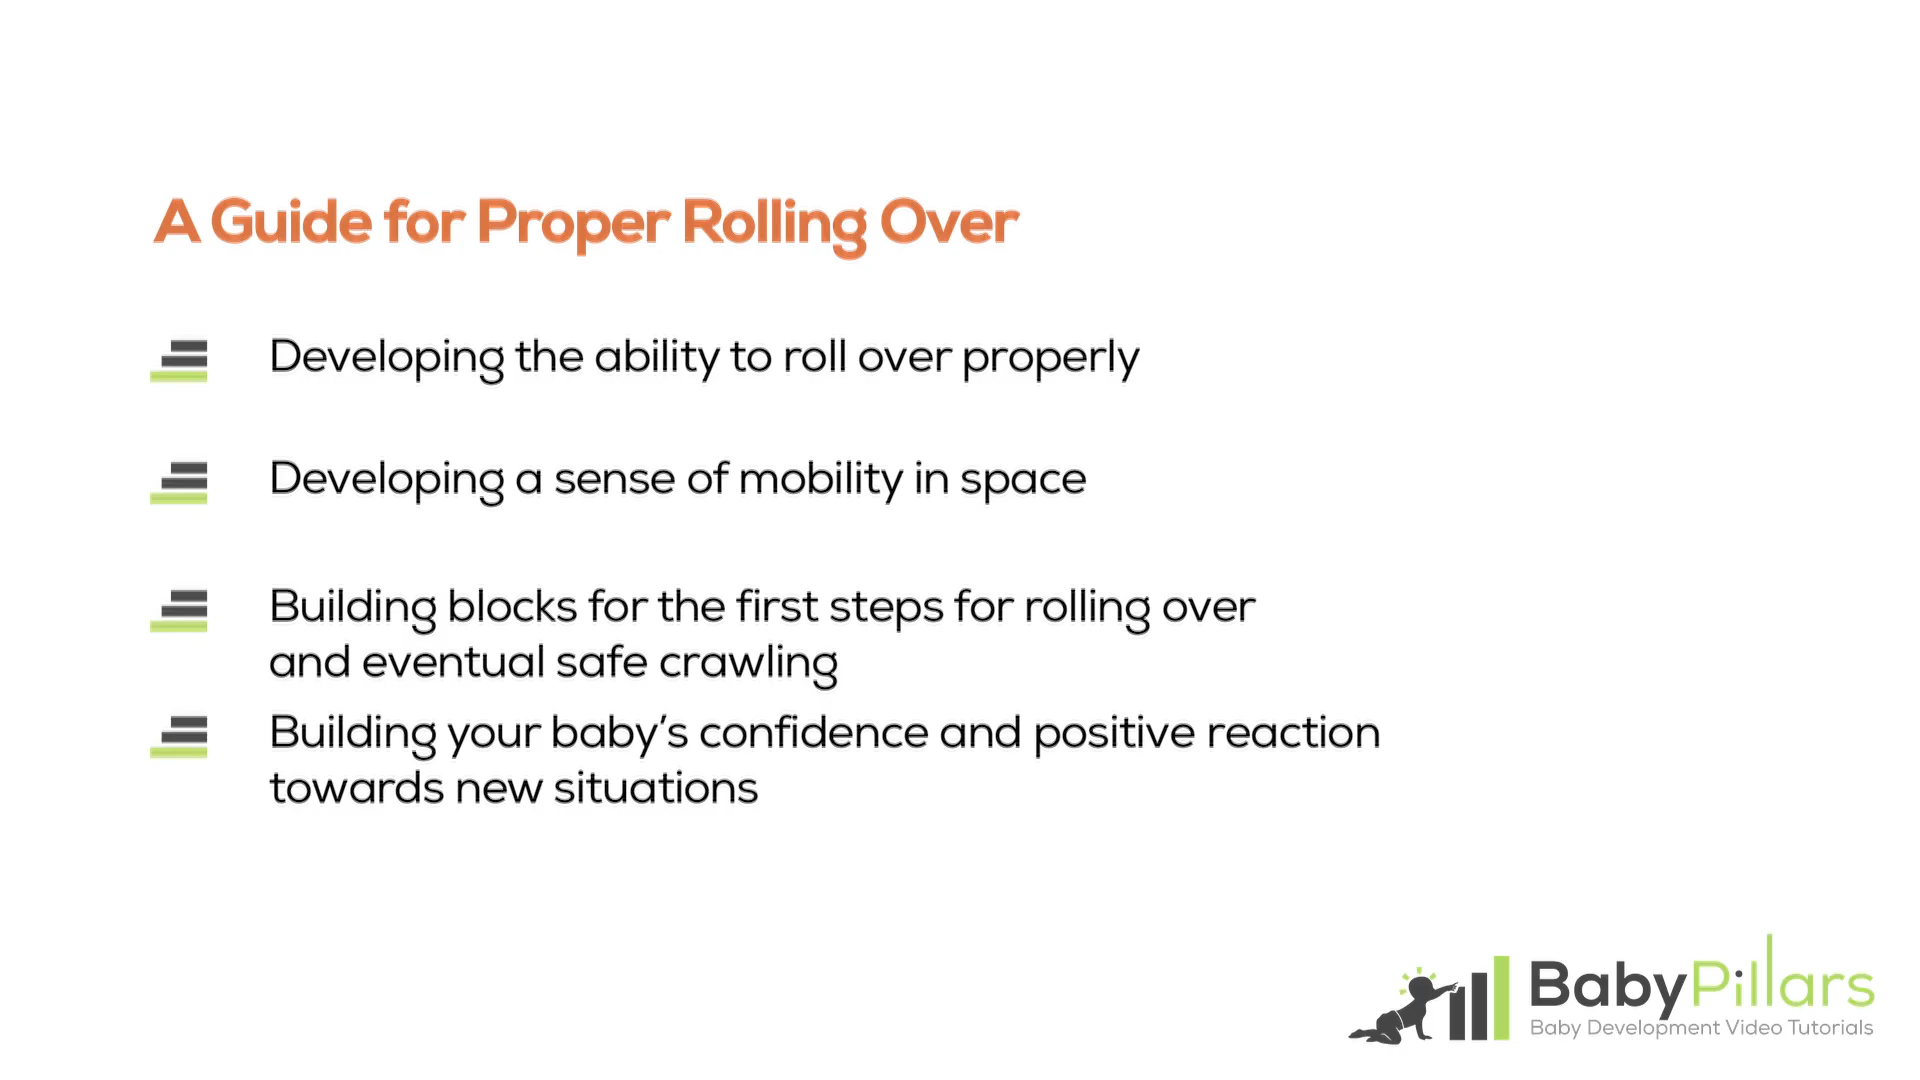 A Guide for Proper Rolling Over
Developing the ability to roll over properly
Developing a sense of mobility in space
Building blocks for the first steps for rolling over
and eventual safe crawling
Building your baby’s confidence and positive reaction
towards new situations
BabyPillars
Baby Development Video Tutorials